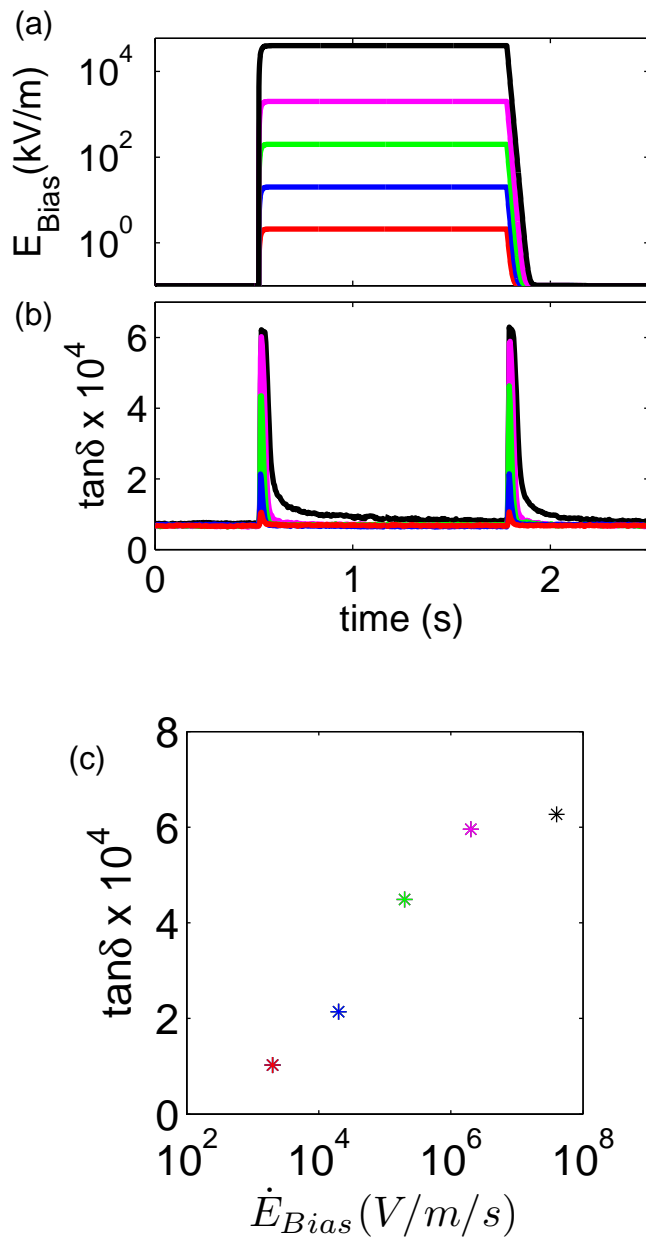 (a)
E_Bias(kV/m)
10^4
10^2
10^0
(b)
tanδ x 10^4
6
4
2
0
0 1 2
time (s)
(c)
tanδ x 10^4
8
6
4
2
0
10^2 10^4 10^6 10^8
Ė_Bias(V/m/s)